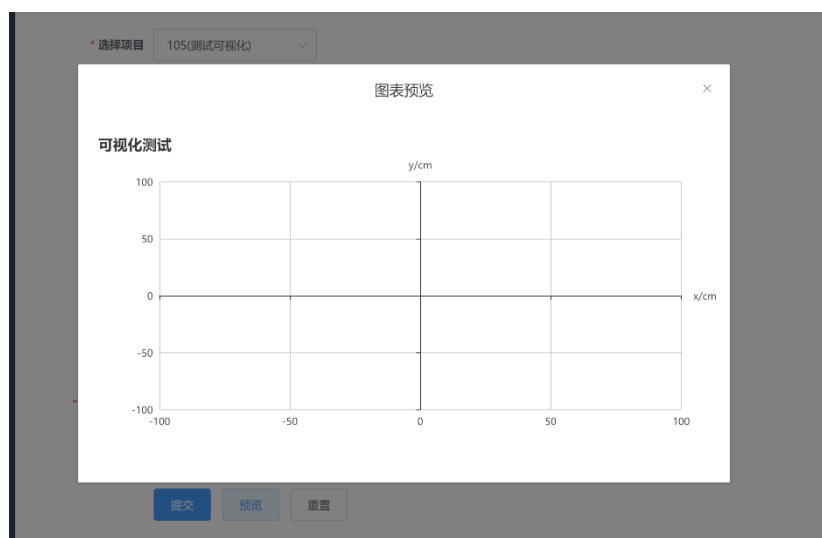 * 选择项目 105(测试可视化)
图表预览 ×
可视化测试
y/cm
100
50
0 x/cm
-50
-100
-100 -50 0 50 100
*
提交 预览 重置